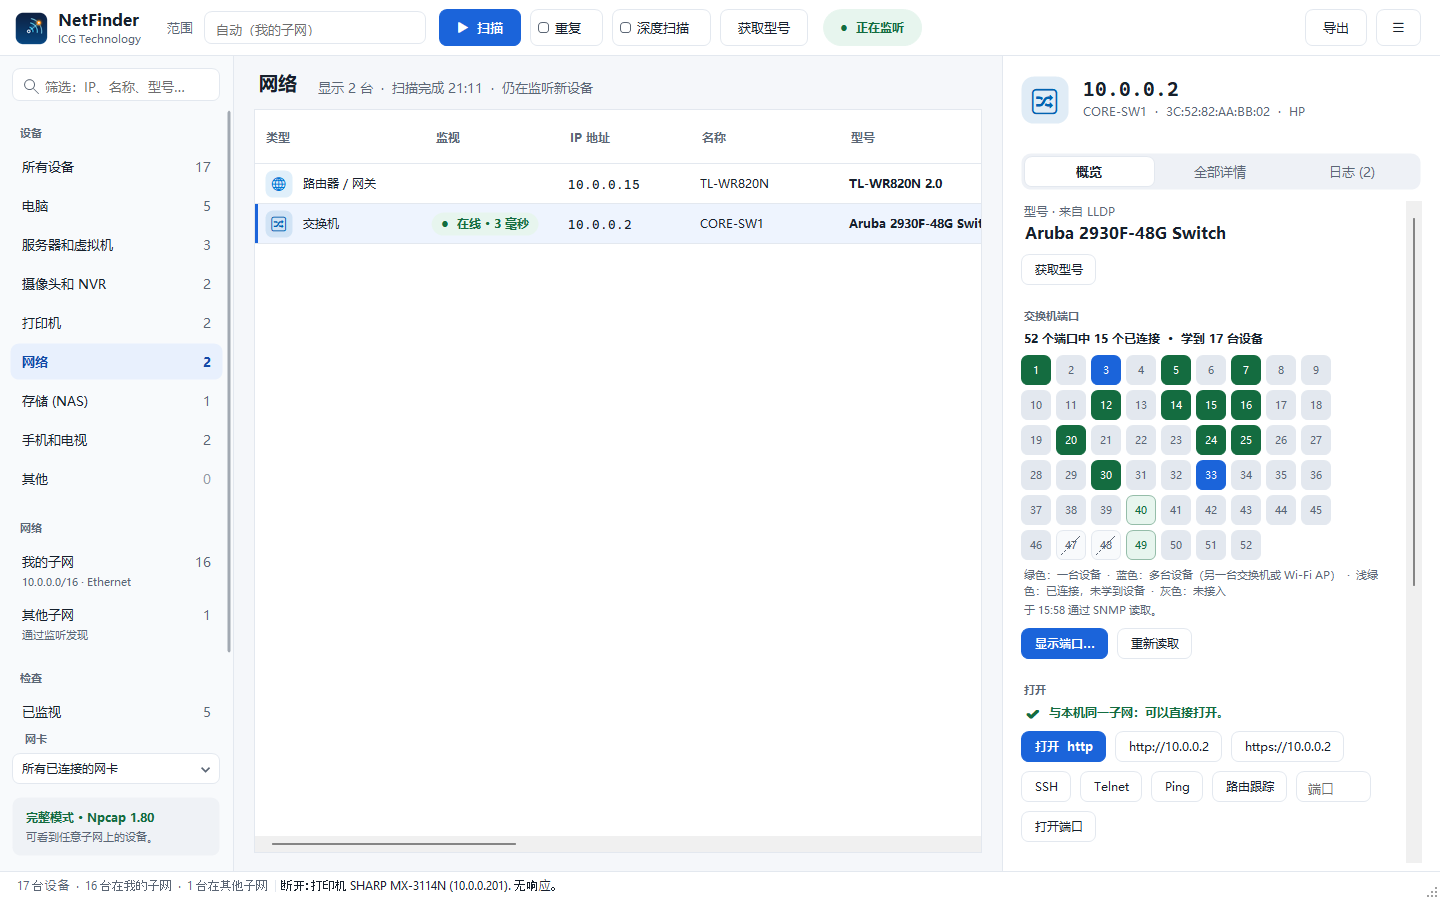 NetFinder
ICG Technology
范围
自动（我的子网）
扫描
重复
深度扫描
获取型号
正在监听
导出
筛选：IP、名称、型号...
设备
所有设备 17
电脑 5
服务器和虚拟机 3
摄像头和 NVR 2
打印机 2
网络 2
存储 (NAS) 1
手机和电视 2
其他 0
网络
我的子网 16
10.0.0.0/16 · Ethernet
其他子网 1
通过监听发现
检查
已监视 5
网卡
所有已连接的网卡
完整模式 • Npcap 1.80
可看到任意子网上的设备。
网络
显示 2 台 · 扫描完成 21:11 · 仍在监听新设备
类型 监视 IP 地址 名称 型号
路由器 / 网关 10.0.0.15 TL-WR820N TL-WR820N 2.0
交换机 在线 • 3 毫秒 10.0.0.2 CORE-SW1 Aruba 2930F-48G Swit
10.0.0.2
CORE-SW1 · 3C:52:82:AA:BB:02 · HP
概览 全部详情 日志 (2)
型号 · 来自 LLDP
Aruba 2930F-48G Switch
获取型号
交换机端口
52 个端口中 15 个已连接 • 学到 17 台设备
1 2 3 4 5 6 7 8 9
10 11 12 13 14 15 16 17 18
19 20 21 22 23 24 25 26 27
28 29 30 31 32 33 34 35 36
37 38 39 40 41 42 43 44 45
46 47 48 49 50 51 52
绿色：一台设备 · 蓝色：多台设备（另一台交换机或 Wi-Fi AP） · 浅绿
色：已连接，未学到设备 · 灰色：未接入
于 15:58 通过 SNMP 读取。
显示端口... 重新读取
打开
与本机同一子网：可以直接打开。
打开 http http://10.0.0.2 https://10.0.0.2
SSH Telnet Ping 路由跟踪 端口
打开端口
17 台设备 · 16 台在我的子网 · 1 台在其他子网 断开: 打印机 SHARP MX-3114N (10.0.0.201). 无响应。